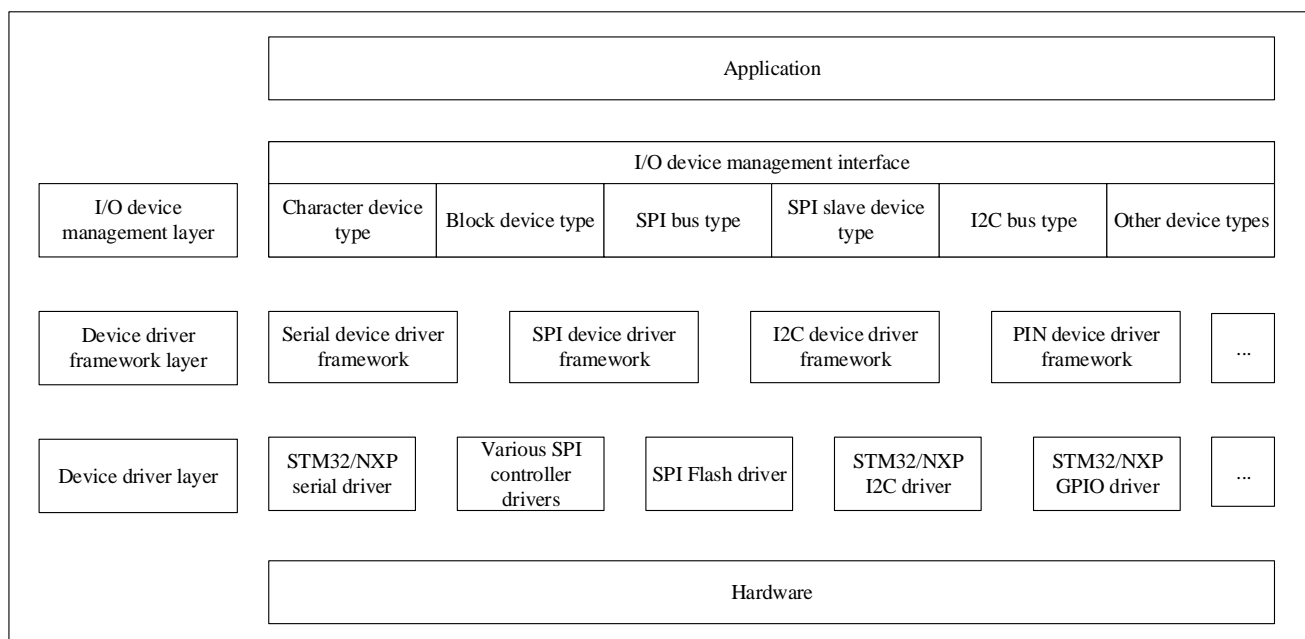 Application
I/O device management interface
I/O device
management layer
Character device
type
Block device type
SPI bus type
SPI slave device
type
I2C bus type
Other device types
Device driver
framework layer
Serial device driver
framework
SPI device driver
framework
I2C device driver
framework
PIN device driver
framework
...
Device driver layer
STM32/NXP
serial driver
Various SPI
controller
drivers
SPI Flash driver
STM32/NXP
I2C driver
STM32/NXP
GPIO driver
...
Hardware